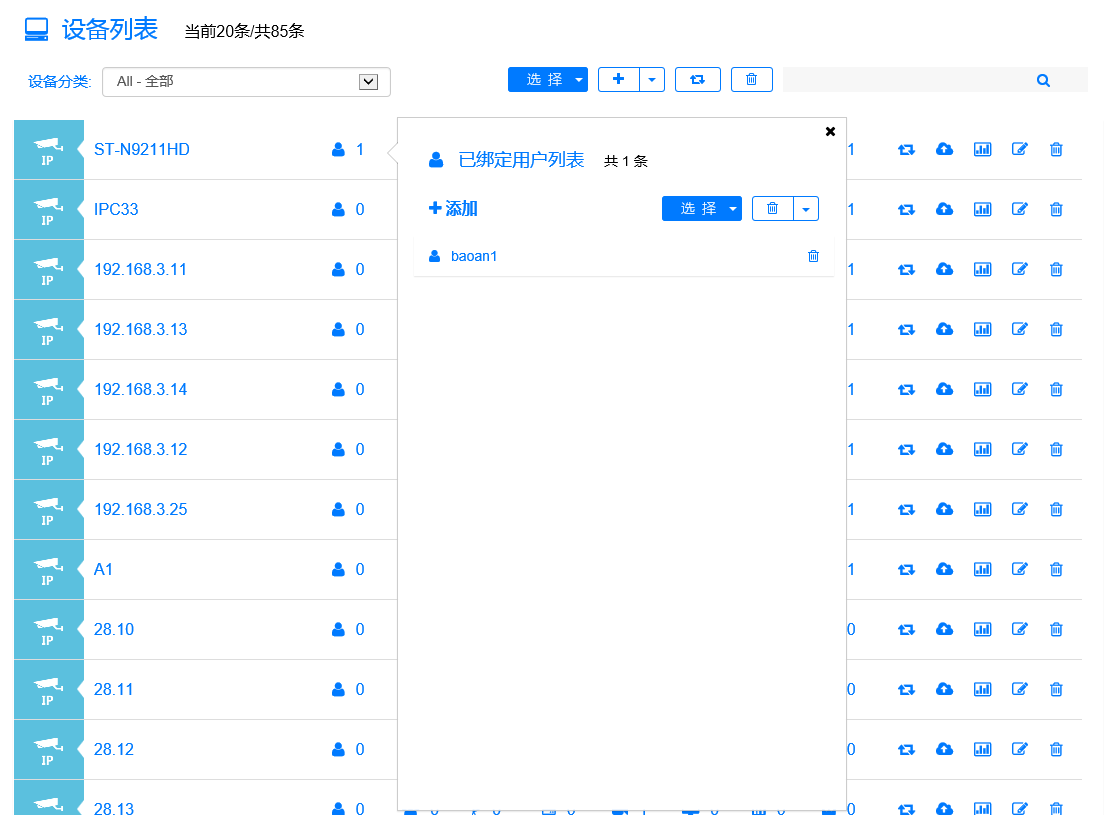 设备列表 当前20条/共85条
设备分类: All - 全部 选 择
IP ST-N9211HD 1 1
已绑定用户列表 共 1 条
添加 选 择
baoan1
IP IPC33 0 1
IP 192.168.3.11 0 1
IP 192.168.3.13 0 1
IP 192.168.3.14 0 1
IP 192.168.3.12 0 1
IP 192.168.3.25 0 1
IP A1 0 1
IP 28.10 0 0
IP 28.11 0 0
IP 28.12 0 0
28.13 0 0